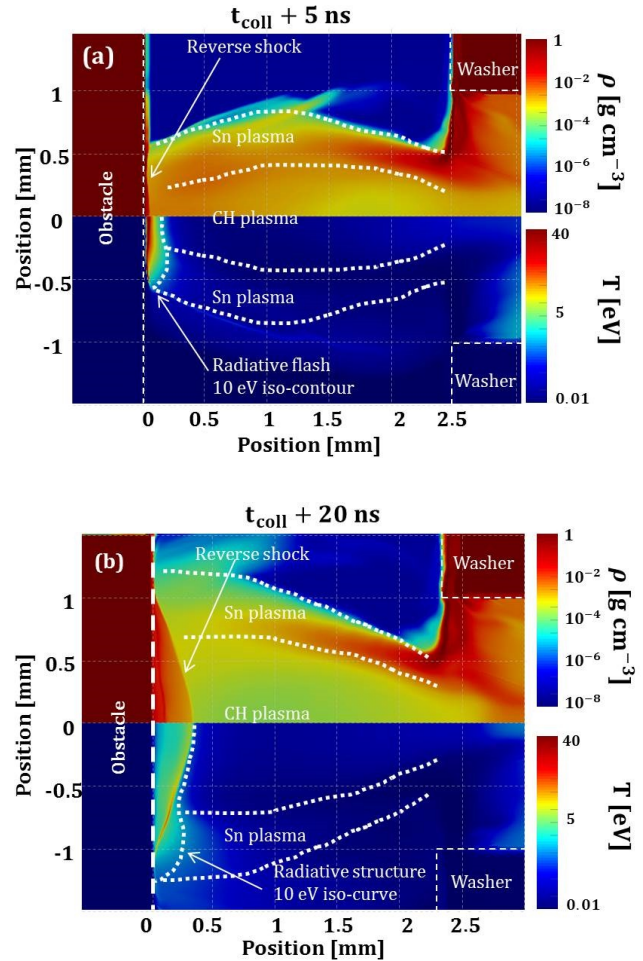 t_coll + 5 ns
(a)
Reverse shock
Washer
Sn plasma
CH plasma
Sn plasma
Obstacle
Radiative flash
10 eV iso-contour
Washer
Position [mm]
1
0.5
0
-0.5
-1
Position [mm]
0 0.5 1 1.5 2 2.5
Position [mm]
1
10⁻²
10⁻⁴
10⁻⁶
10⁻⁸
ρ [g cm⁻³]
40
5
0.01
T [eV]
t_coll + 20 ns
(b)
Reverse shock
Washer
Sn plasma
CH plasma
Sn plasma
Obstacle
Radiative structure
10 eV iso-curve
Washer
Position [mm]
1
0.5
0
-0.5
-1
0 0.5 1 1.5 2 2.5
Position [mm]
1
10⁻²
10⁻⁴
10⁻⁶
10⁻⁸
ρ [g cm⁻³]
40
5
0.01
T [eV]